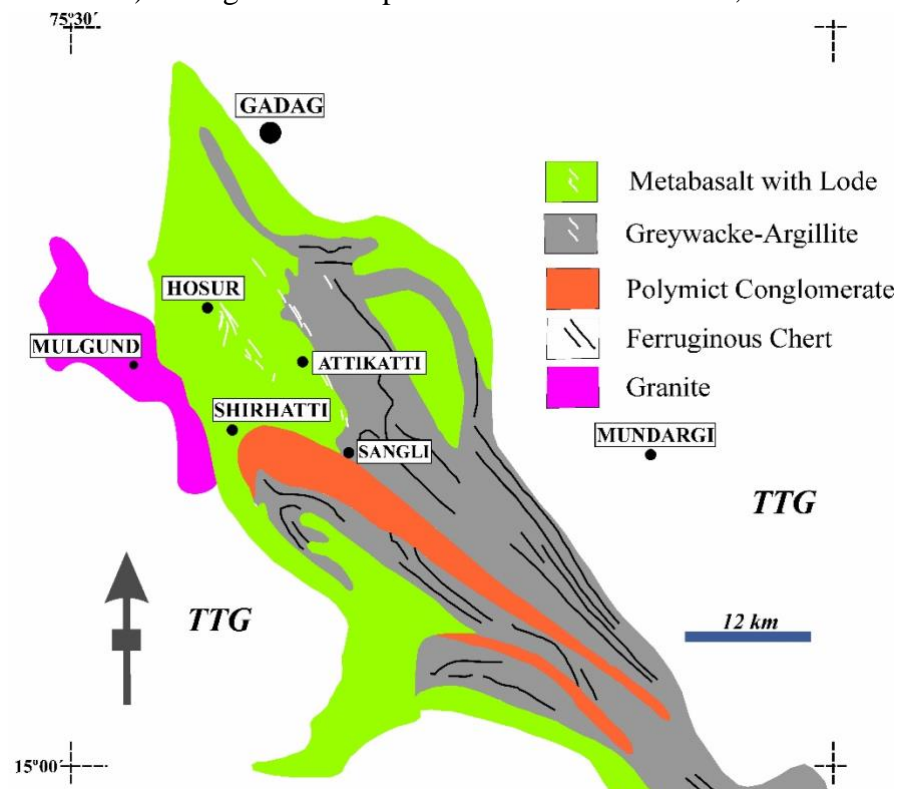 75°30´
GADAG
Metabasalt with Lode
Greywacke-Argillite
HOSUR
Polymict Conglomerate
Ferruginous Chert
MULGUND
ATTIKATTI
Granite
SHIRHATTI
MUNDARGI
SANGLI
TTG
TTG
12 km
15°00´